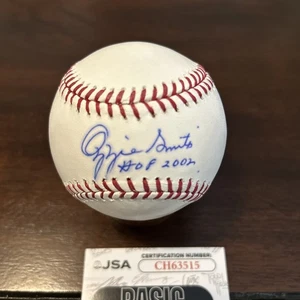 Ozzie Smith
HOF 2002
JSA
CERTIFICATION NUMBER:
CH63515
BASIC